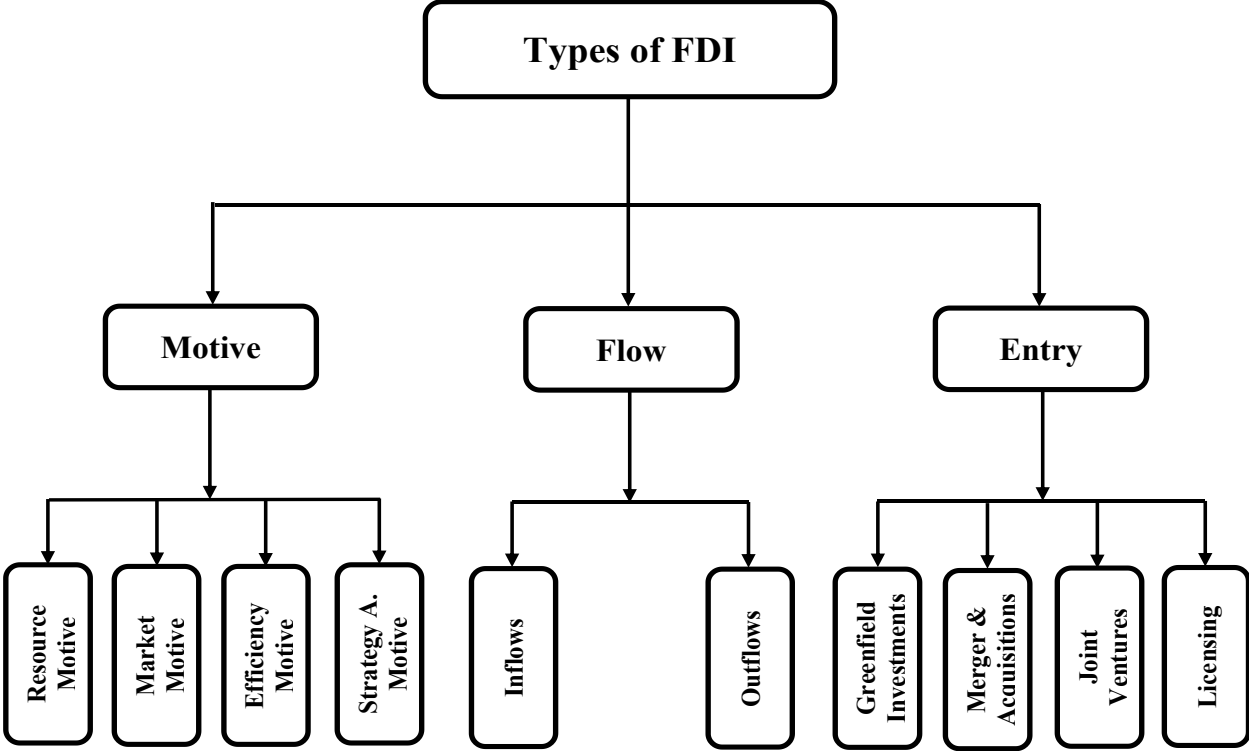 Types of FDI
Motive
Flow
Entry
Resource
Motive
Market
Motive
Efficiency
Motive
Strategy A.
Motive
Inflows
Outflows
Greenfield
Investments
Merger &
Acquisitions
Joint
Ventures
Licensing